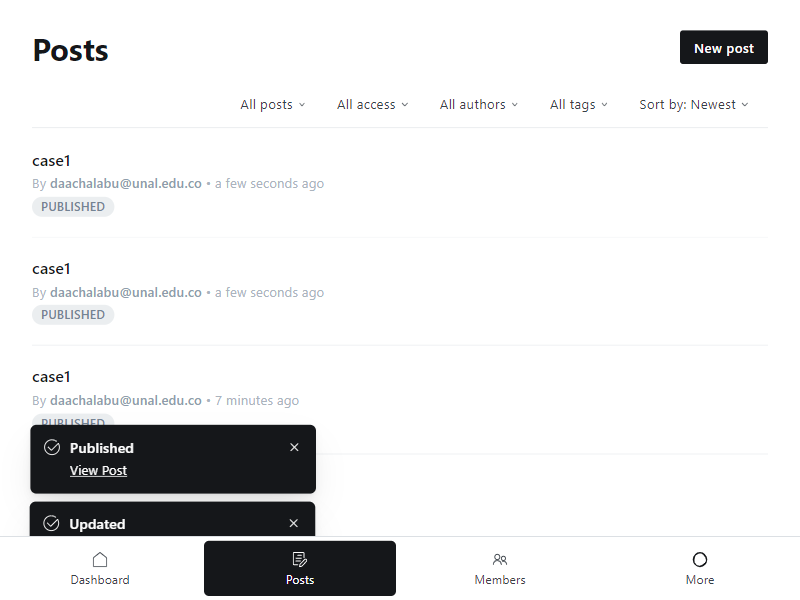 Posts
New post
All posts
All access
All authors
All tags
Sort by: Newest
case1
By daachalabu@unal.edu.co • a few seconds ago
PUBLISHED
case1
By daachalabu@unal.edu.co • a few seconds ago
PUBLISHED
case1
By daachalabu@unal.edu.co • 7 minutes ago
PUBLISHED
Published
View Post
Updated
Dashboard
Posts
Members
More